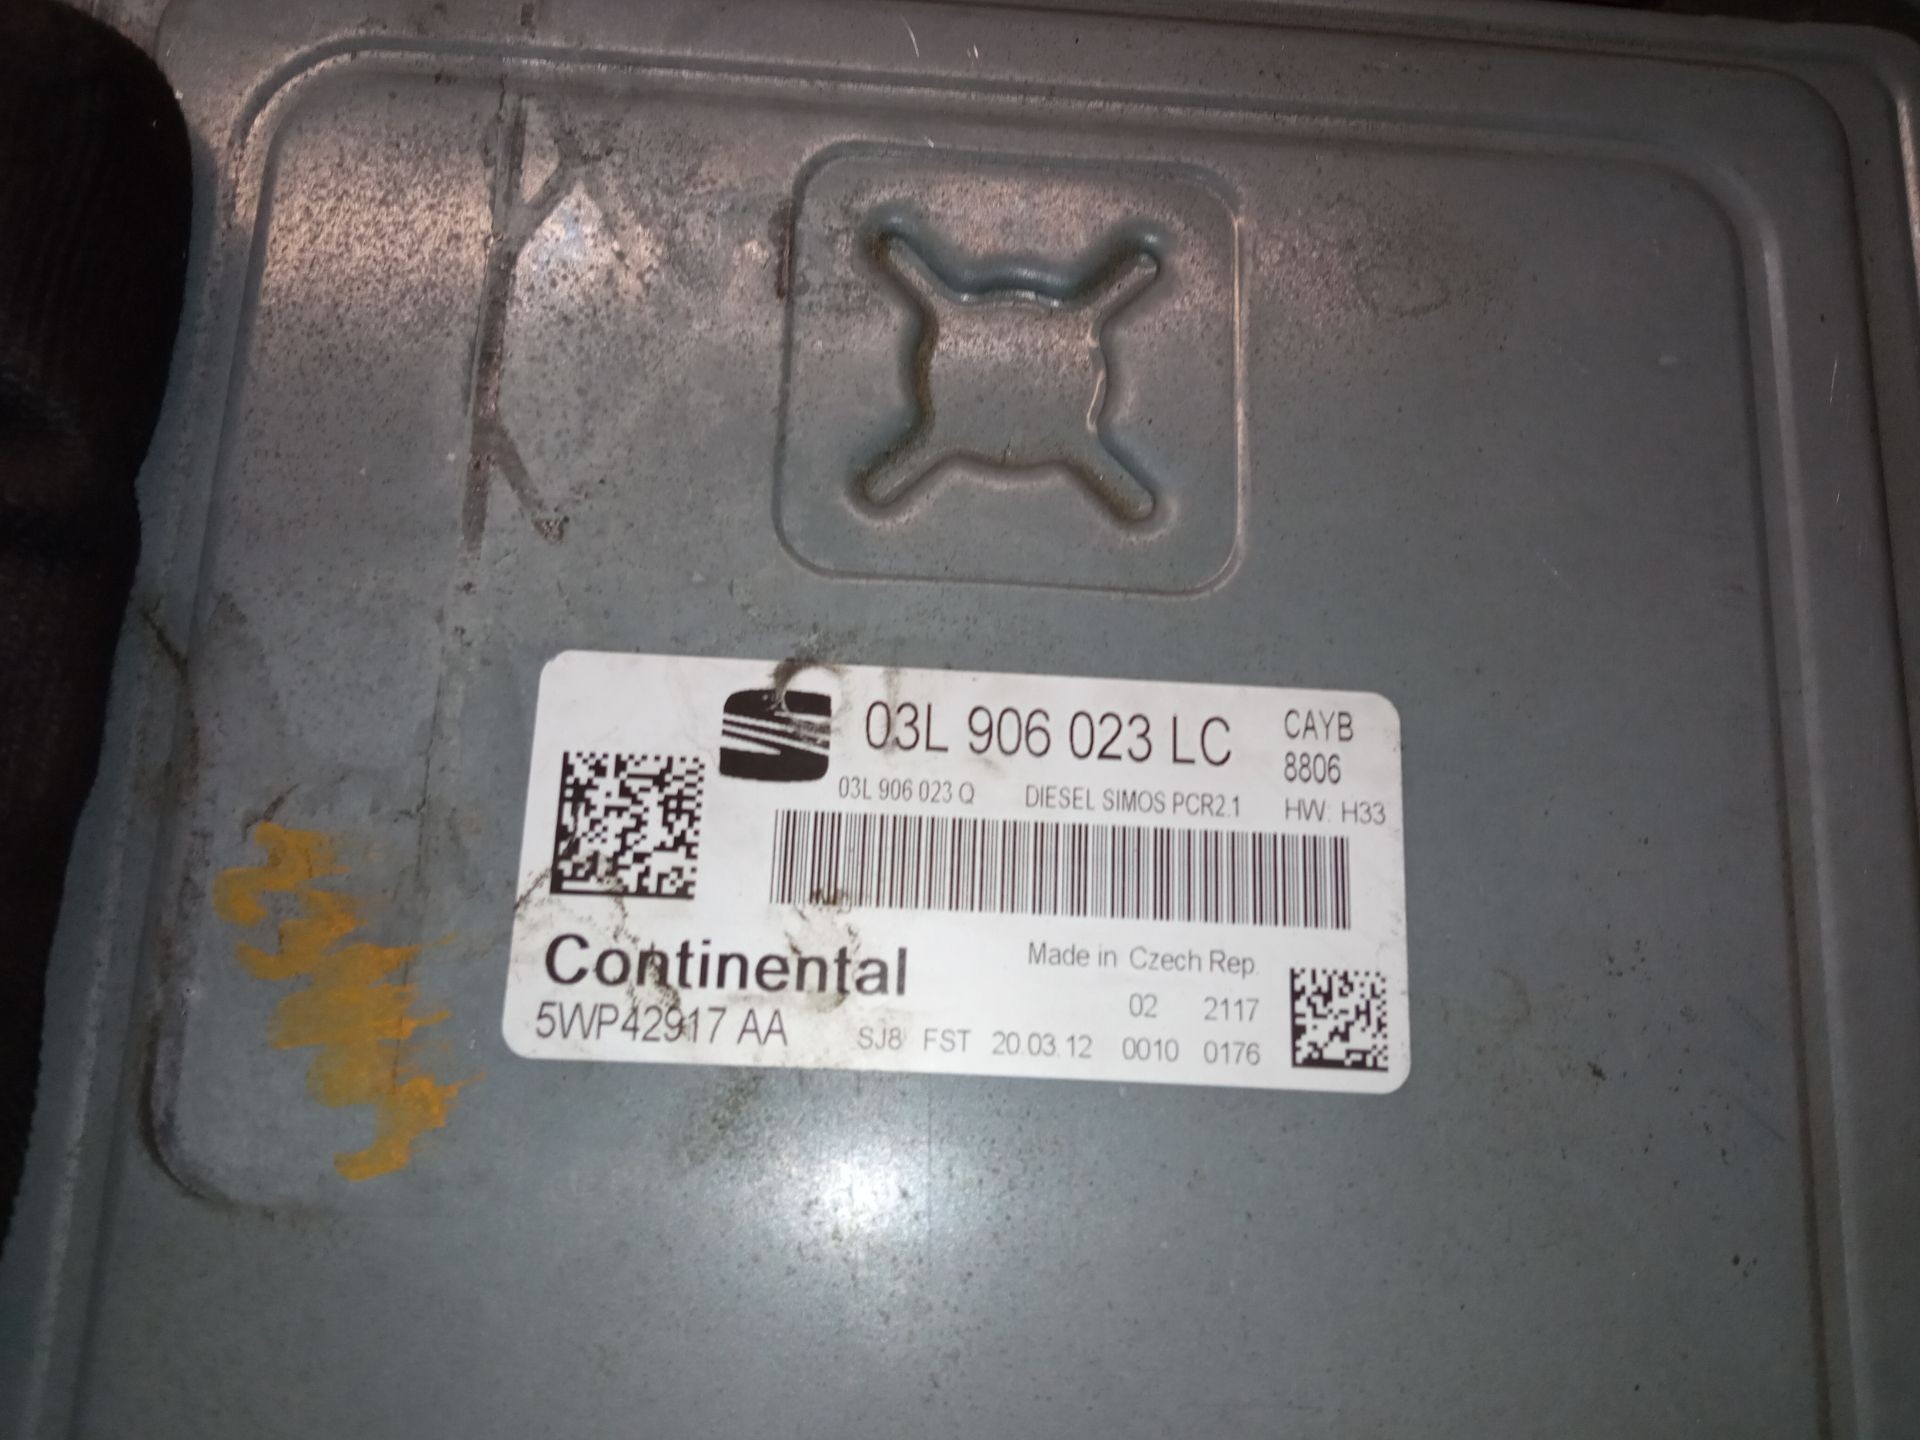 03L 906 023 LC
CAYB
8806
03L 906 023 Q DIESEL SIMOS PCR2.1 HW: H33
Continental
Made in Czech Rep.
02 2117
5WP42917 AA
SJ8 FST 20.03.12 0010 0176